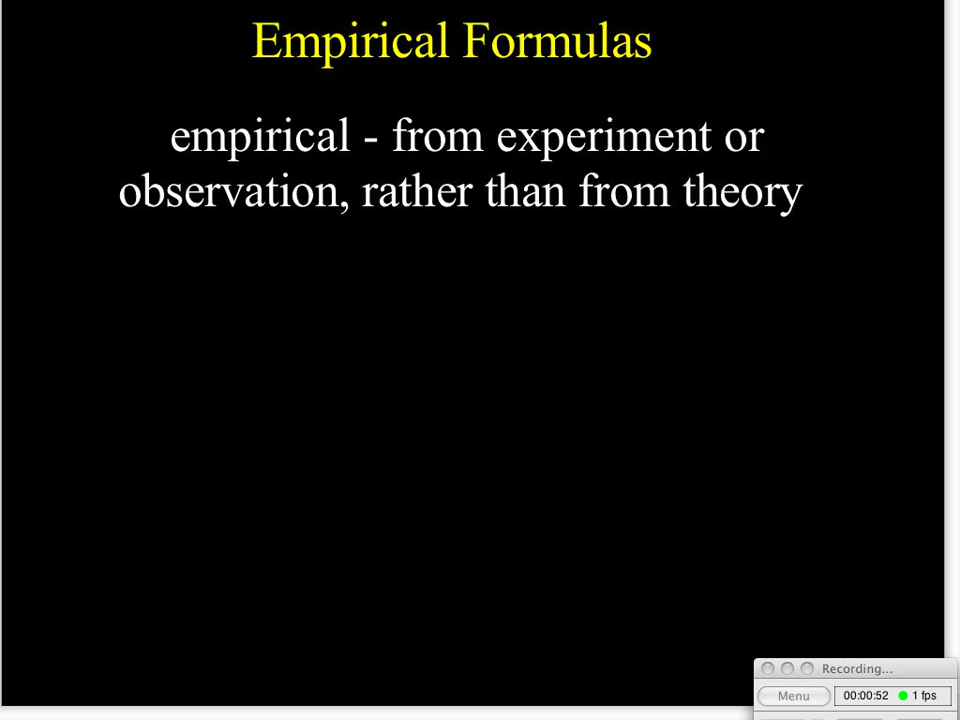 Empirical Formulas
empirical - from experiment or
observation, rather than from theory
Recording...
Menu
00:00:52 1 fps